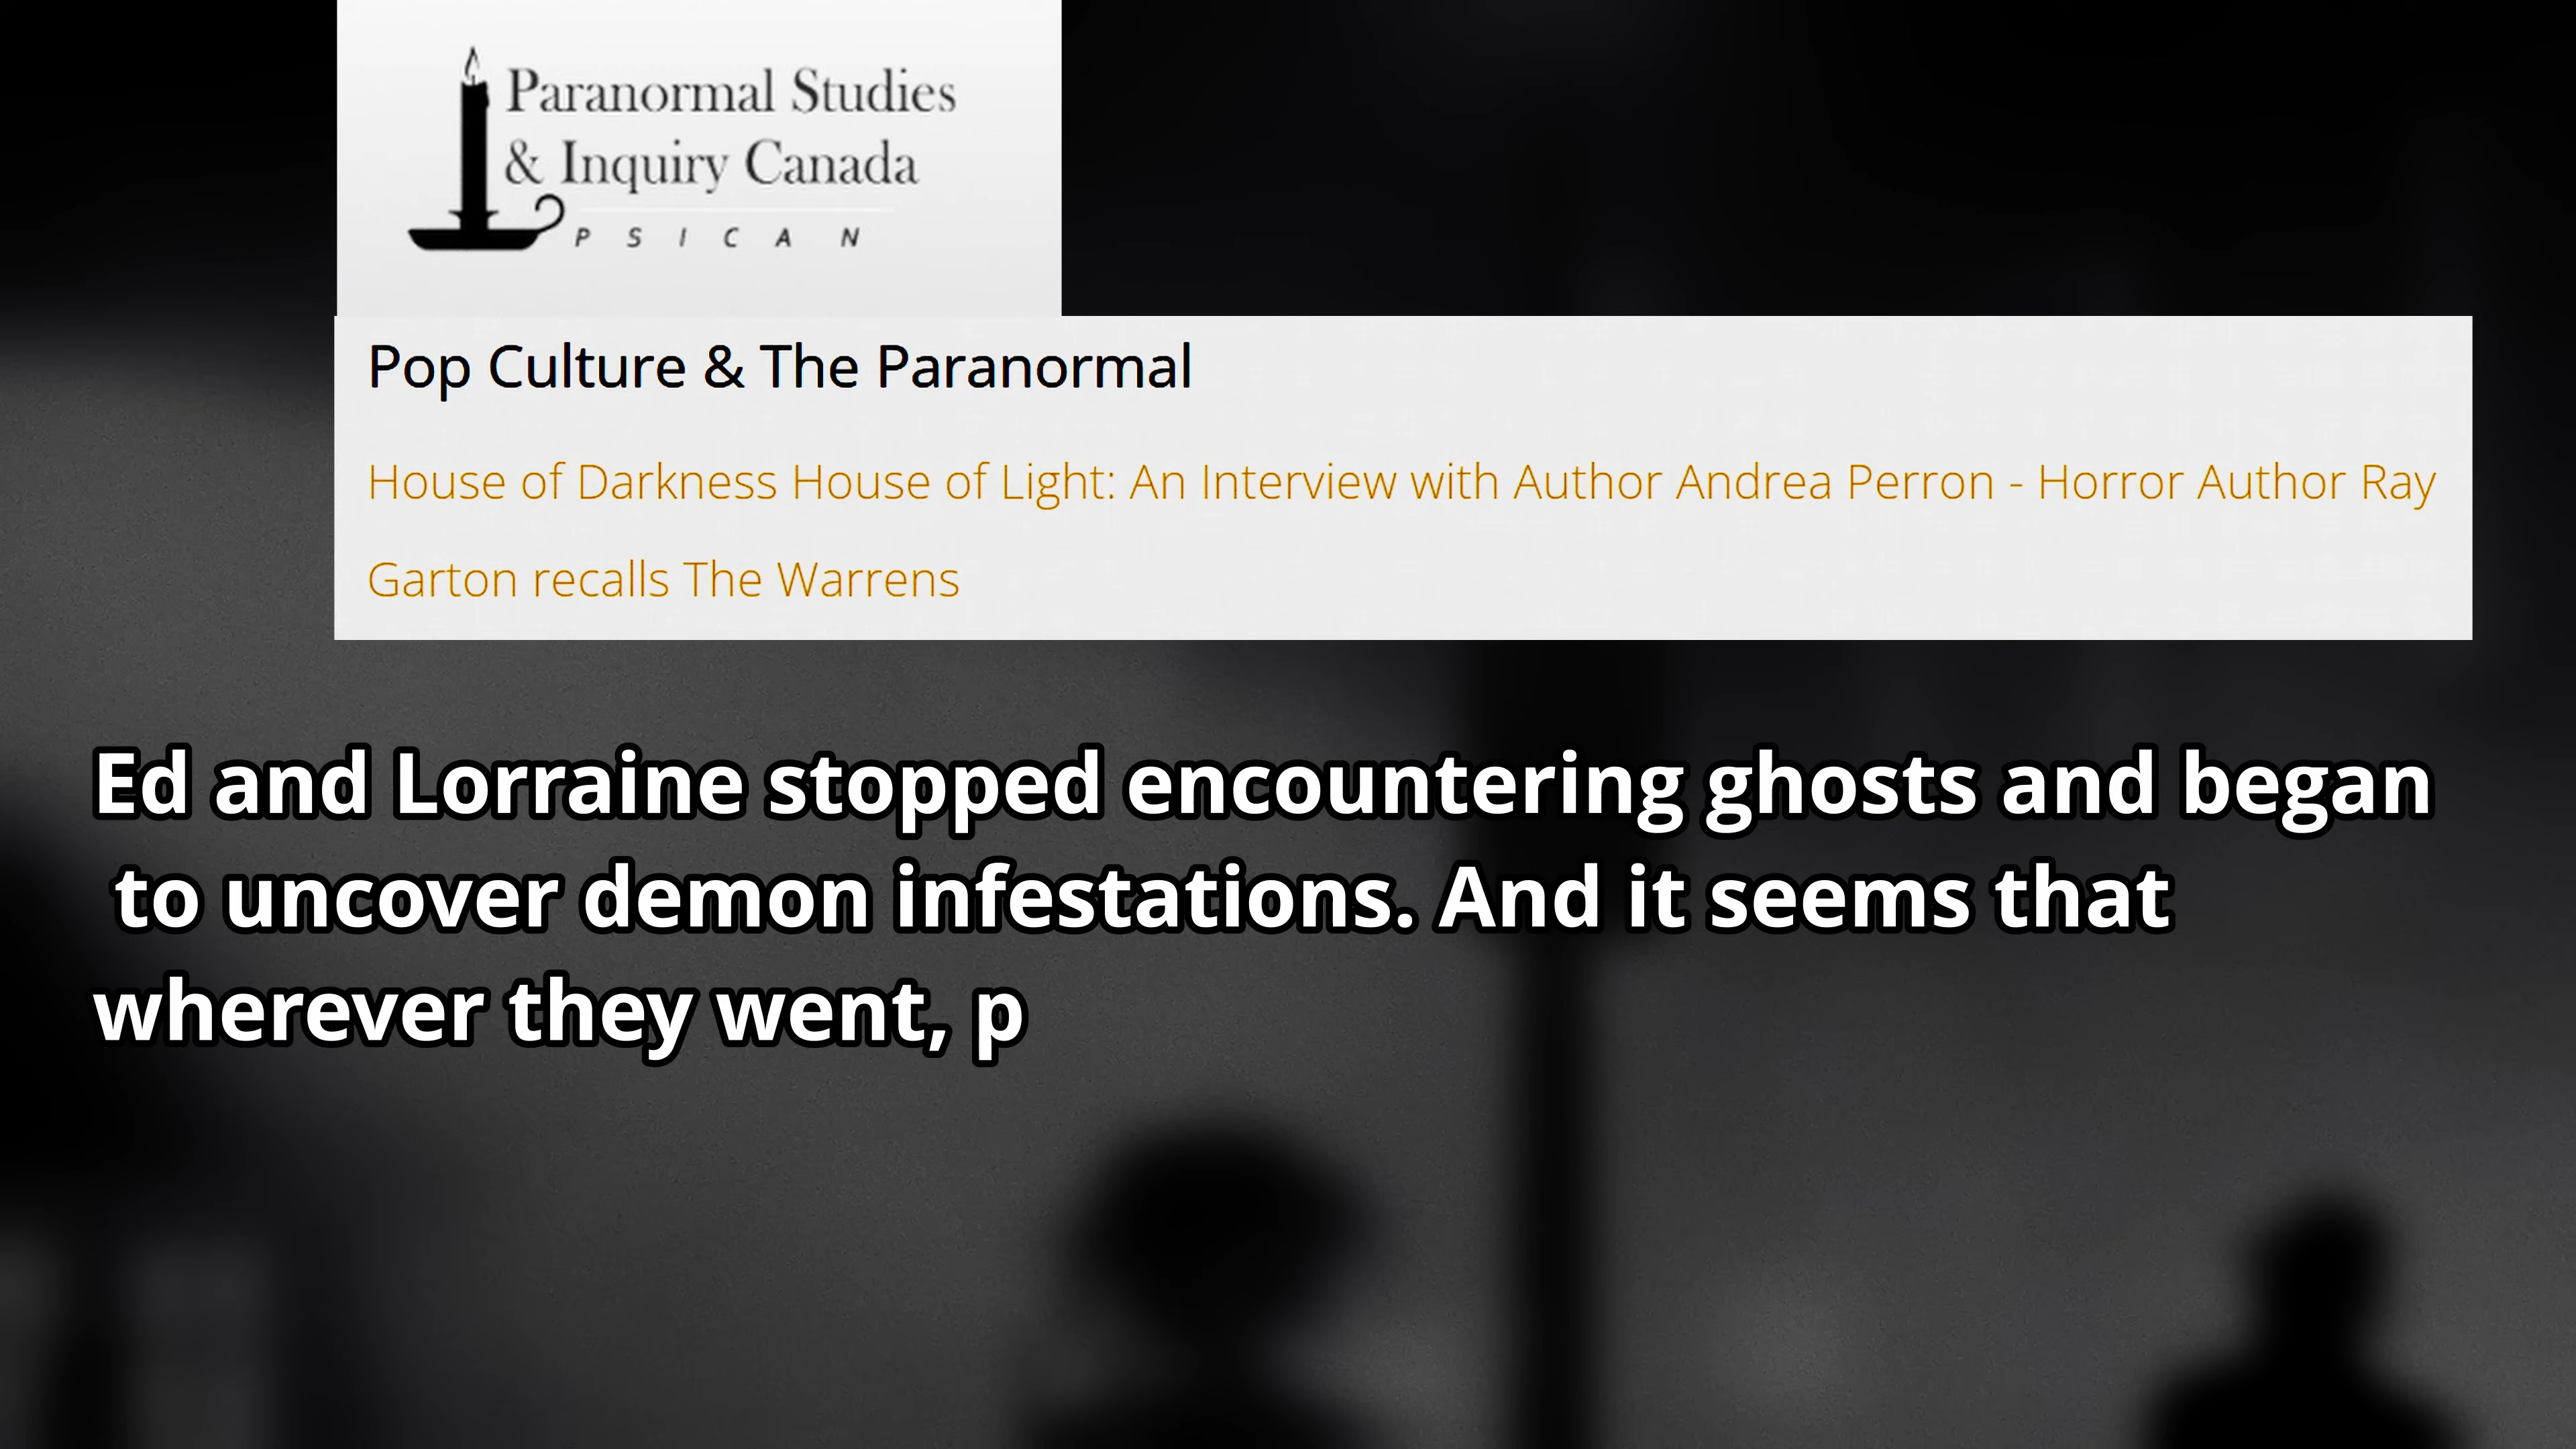 Paranormal Studies
& Inquiry Canada
PSICAN
Pop Culture & The Paranormal
House of Darkness House of Light: An Interview with Author Andrea Perron - Horror Author Ray
Garton recalls The Warrens
Ed and Lorraine stopped encountering ghosts and began
to uncover demon infestations. And it seems that
wherever they went, p